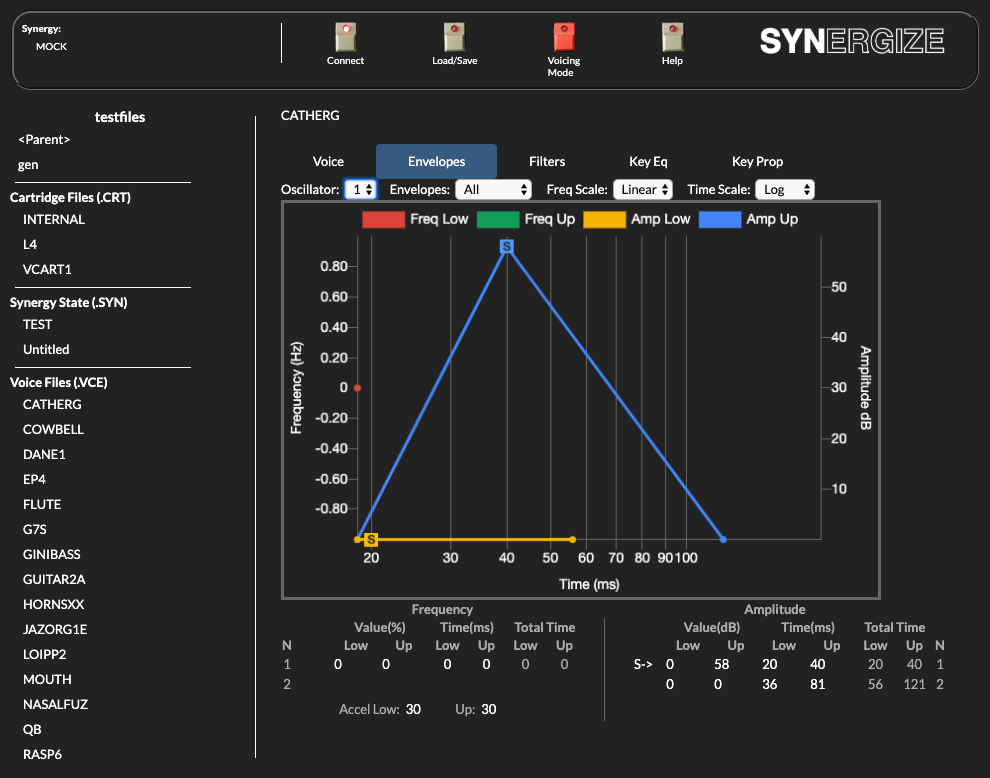 Synergy:
MOCK
Connect
Load/Save
Voicing
Mode
Help
SYNERGIZE
testfiles
<Parent>
gen
Cartridge Files (.CRT)
INTERNAL
L4
VCART1
Synergy State (.SYN)
TEST
Untitled
Voice Files (.VCE)
CATHERG
COWBELL
DANE1
EP4
FLUTE
G7S
GINIBASS
GUITAR2A
HORNSXX
JAZORG1E
LOIPP2
MOUTH
NASALFUZ
QB
RASP6
CATHERG
Voice Envelopes Filters Key Eq Key Prop
Oscillator: 1 Envelopes: All Freq Scale: Linear Time Scale: Log
Freq Low Freq Up Amp Low Amp Up
S
0.80
0.60
0.40
0.20
0
-0.20
-0.40
-0.60
-0.80
Frequency (Hz)
50
40
30
20
10
Amplitude dB
S
20 30 40 50 60 70 80 90 100
Time (ms)
Frequency
Value(%) Time(ms) Total Time
N Low Up Low Up Low Up
1 0 0 0 0 0 0
2
Accel Low: 30 Up: 30
Amplitude
Value(dB) Time(ms) Total Time
Low Up Low Up Low Up N
S-> 0 58 20 40 20 40 1
0 0 36 81 56 121 2